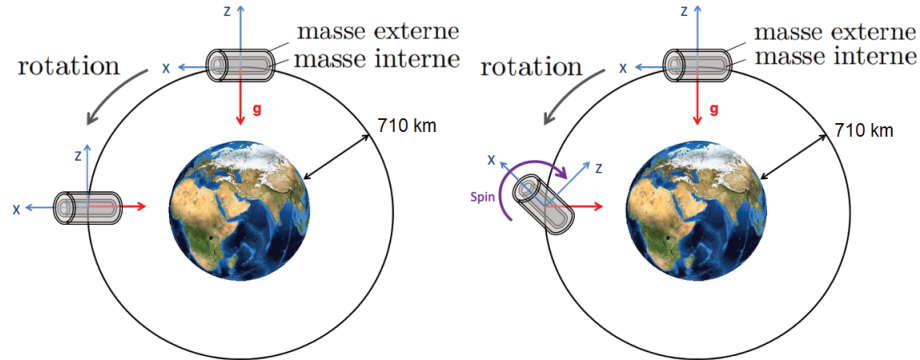 z
masse externe
masse interne
x
rotation
g
710 km
z
x
z
masse externe
masse interne
x
rotation
g
710 km
x
z
Spin